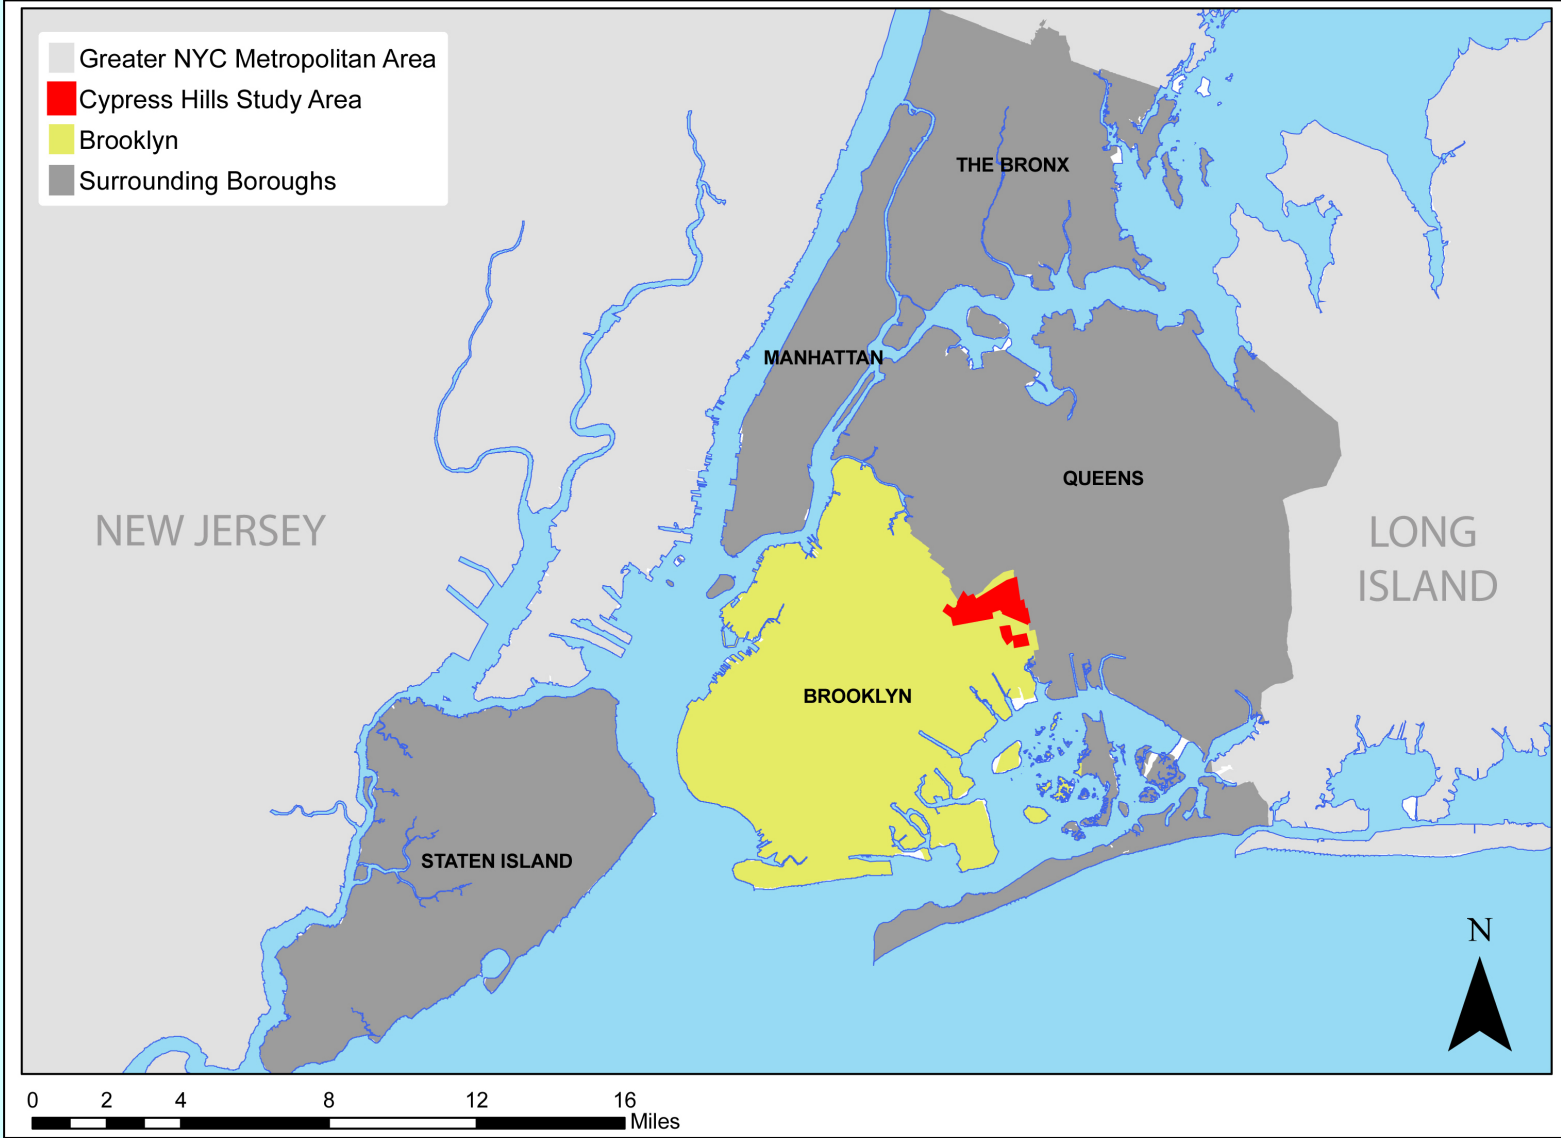 Greater NYC Metropolitan Area
Cypress Hills Study Area
Brooklyn
Surrounding Boroughs
THE BRONX
MANHATTAN
QUEENS
NEW JERSEY
LONG
ISLAND
BROOKLYN
STATEN ISLAND
N
0 2 4 8 12 16
Miles